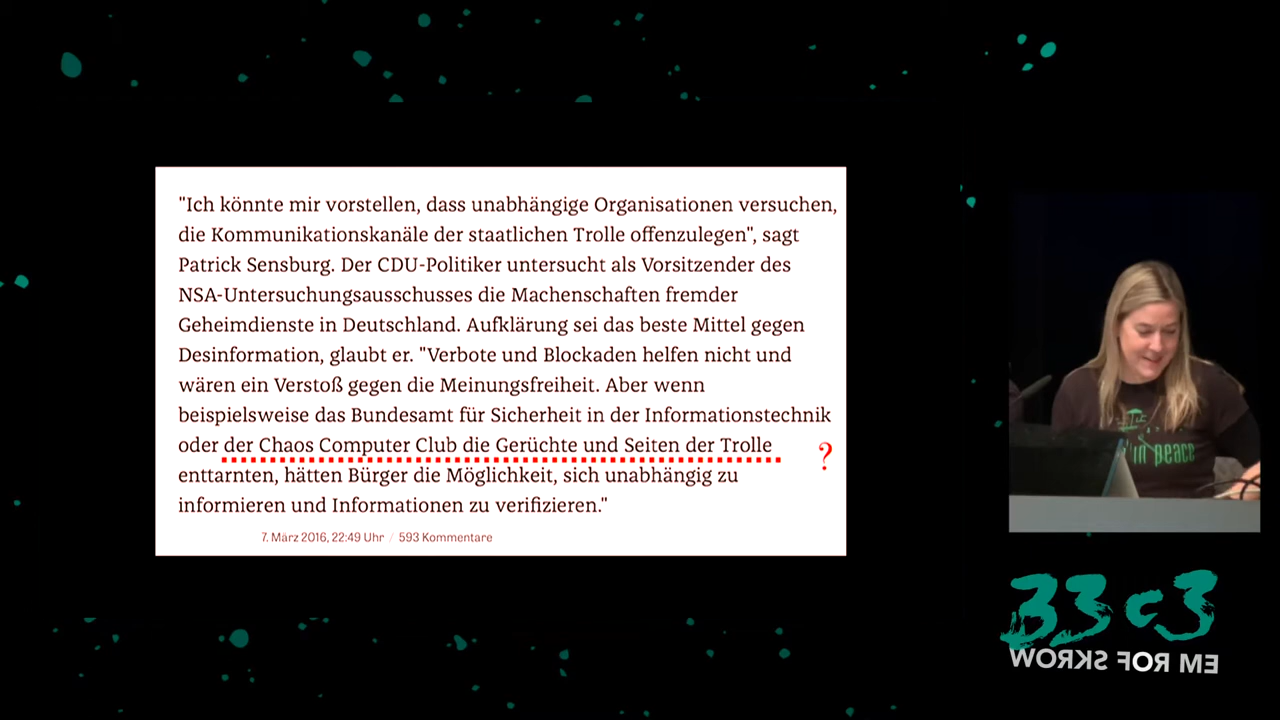 "Ich könnte mir vorstellen, dass unabhängige Organisationen versuchen,
die Kommunikationskanäle der staatlichen Trolle offenzulegen", sagt
Patrick Sensburg. Der CDU-Politiker untersucht als Vorsitzender des
NSA-Untersuchungsausschusses die Machenschaften fremder
Geheimdienste in Deutschland. Aufklärung sei das beste Mittel gegen
Desinformation, glaubt er. "Verbote und Blockaden helfen nicht und
wären ein Verstoß gegen die Meinungsfreiheit. Aber wenn
beispielsweise das Bundesamt für Sicherheit in der Informationstechnik
oder der Chaos Computer Club die Gerüchte und Seiten der Trolle
?
enttarnten, hätten Bürger die Möglichkeit, sich unabhängig zu
informieren und Informationen zu verifizieren."
7. März 2016, 22:49 Uhr / 593 Kommentare
in peace
33c3
WORKS FOR ME